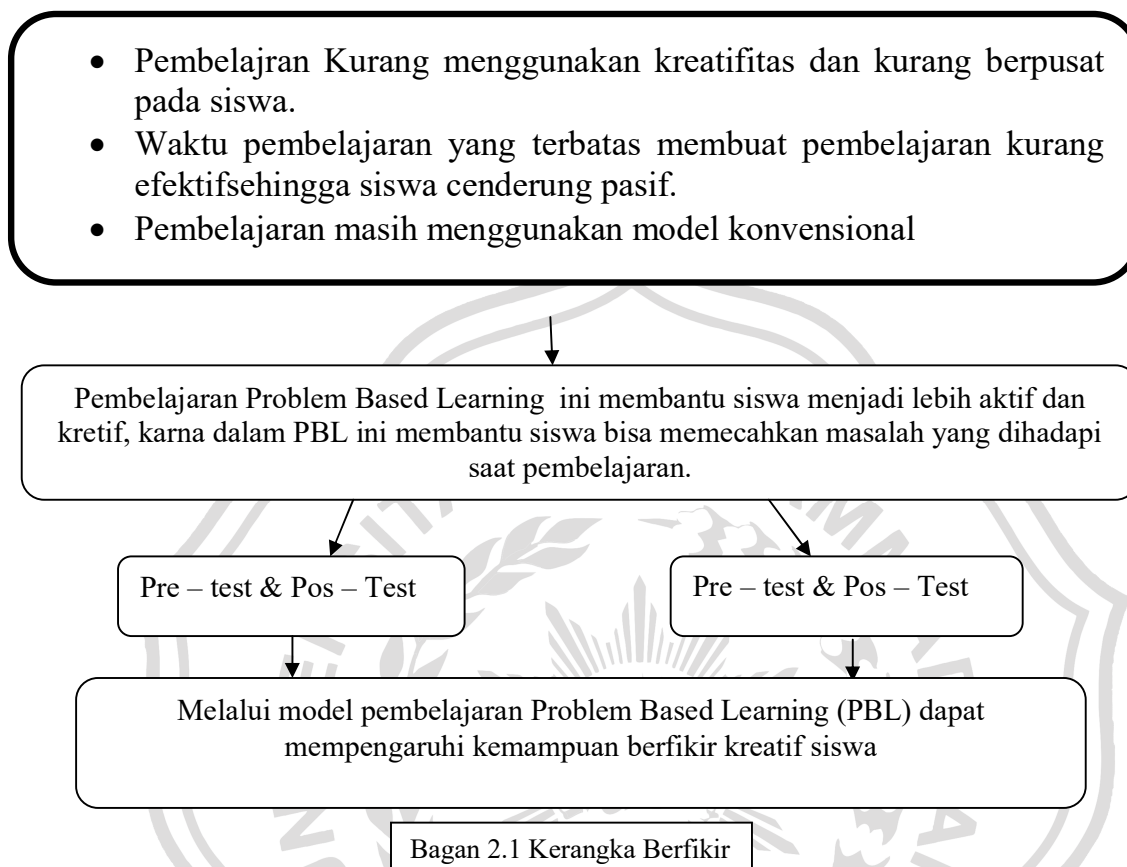 • Pembelajran Kurang menggunakan kreatifitas dan kurang berpusat
pada siswa.
• Waktu pembelajaran yang terbatas membuat pembelajaran kurang
efektifsehingga siswa cenderung pasif.
• Pembelajaran masih menggunakan model konvensional
Pembelajaran Problem Based Learning ini membantu siswa menjadi lebih aktif dan
kretif, karna dalam PBL ini membantu siswa bisa memecahkan masalah yang dihadapi
saat pembelajaran.
Pre – test & Pos – Test
Pre – test & Pos – Test
Melalui model pembelajaran Problem Based Learning (PBL) dapat
mempengaruhi kemampuan berfikir kreatif siswa
Bagan 2.1 Kerangka Berfikir